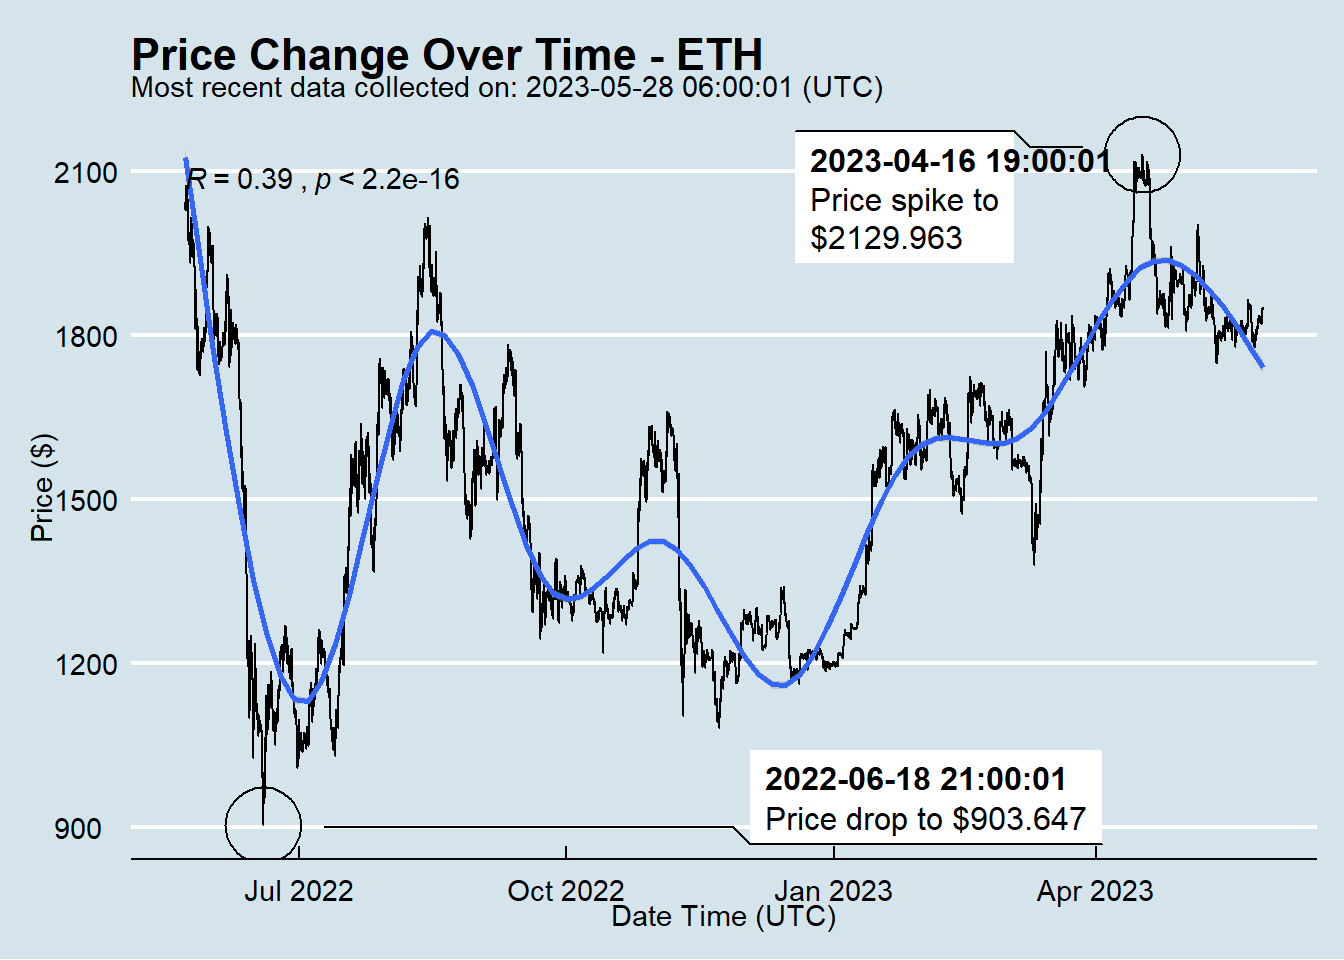 Price Change Over Time - ETH
Most recent data collected on: 2023-05-28 06:00:01 (UTC)
R = 0.39 , p < 2.2e-16
2023-04-16 19:00:01
Price spike to
$2129.963
2100
1800
1500
1200
900
Price ($)
2022-06-18 21:00:01
Price drop to $903.647
Jul 2022
Oct 2022
Jan 2023
Apr 2023
Date Time (UTC)